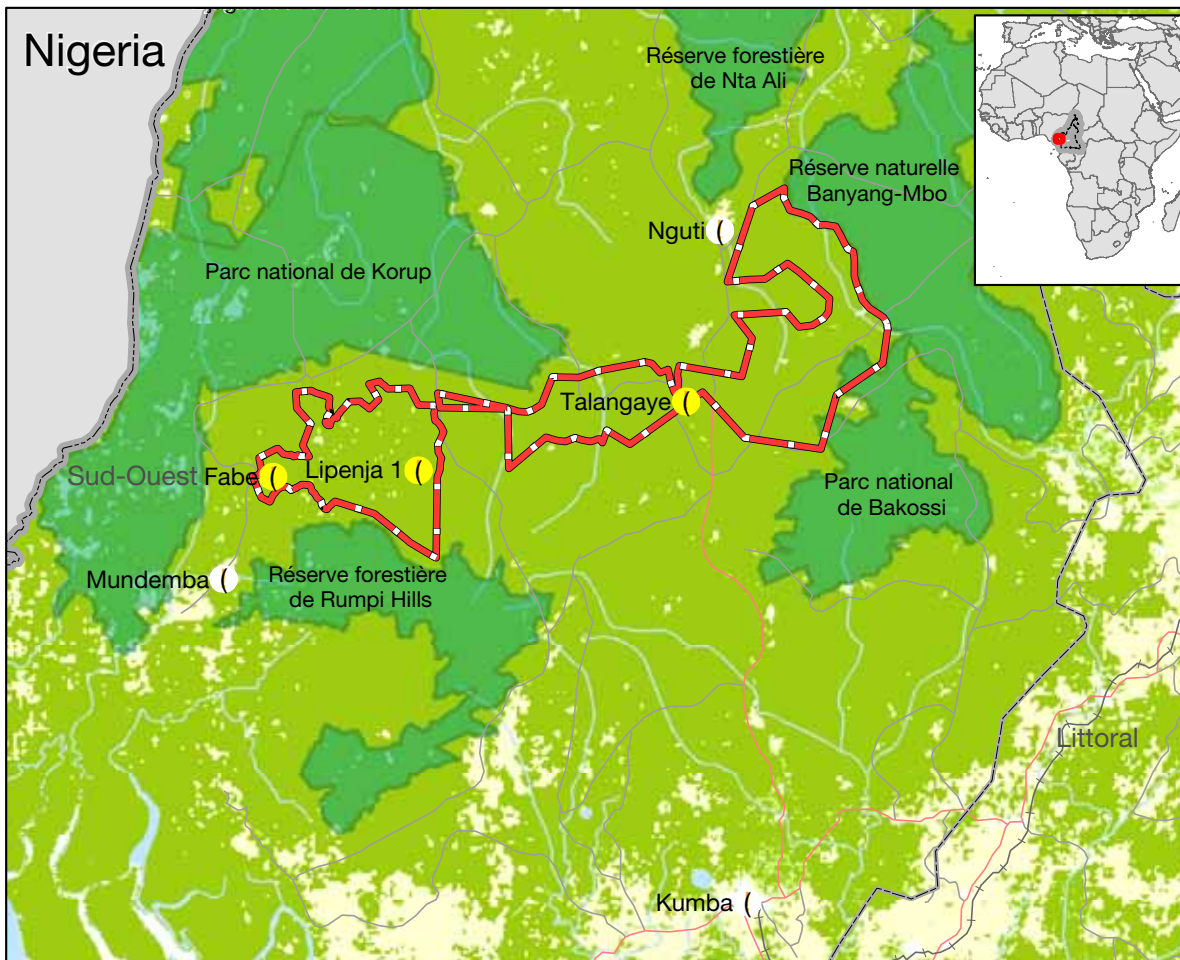 Nigeria
Réserve forestière
de Nta Ali
Réserve naturelle
Banyang-Mbo
Nguti
Parc national de Korup
Talangaye
Sud-Ouest
Fabe
Lipenja 1
Parc national
de Bakossi
Mundemba
Réserve forestière
de Rumpi Hills
Littoral
Kumba